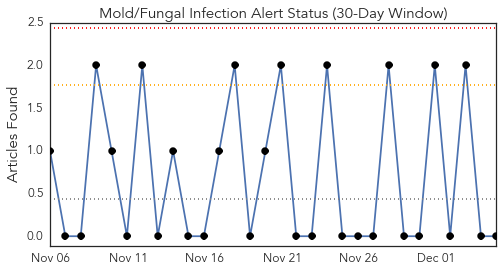 Mold/Fungal Infection Alert Status (30-Day Window)
2.5
2.0
1.5
1.0
0.5
0.0
Articles Found
Nov 06 Nov 11 Nov 16 Nov 21 Nov 26 Dec 01